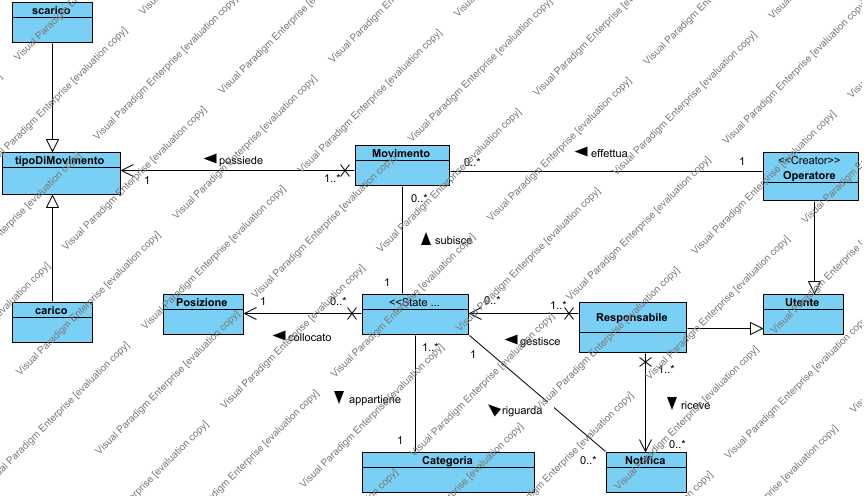 scarico
tipoDiMovimento
possiede
1
1..*
Movimento
0..*
effettua
1
<<Creator>>
Operatore
0..*
subisce
1
carico
Posizione
1
0..*
collocato
<<State ...
0..*
1..*
gestisce
Responsabile
Utente
1..*
1
appartiene
riguarda
1..*
riceve
1
0..*
0..*
Categoria
Notifica
Visual Paradigm Enterprise [evaluation copy]